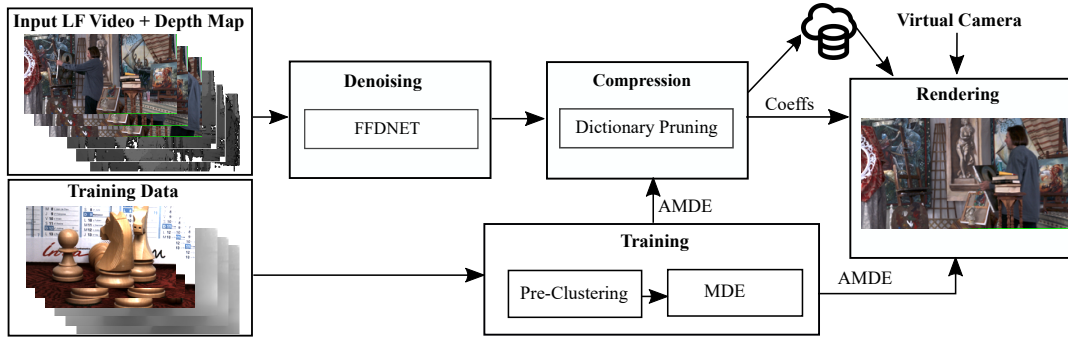 Input LF Video + Depth Map
Denoising
FFDNET
Compression
Dictionary Pruning
Coeffs
Virtual Camera
Rendering
Training Data
AMDE
Training
Pre-Clustering
MDE
AMDE